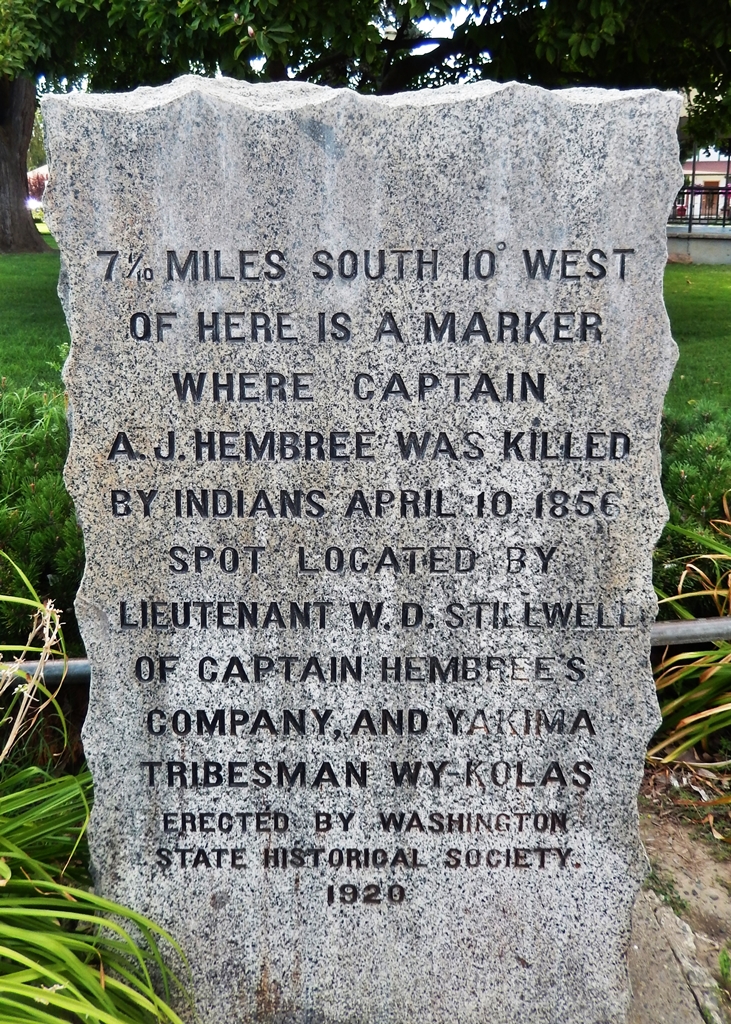 MILES SOUTH 10° WEST
OF HERE IS A MARKER
WHERE CAPTAIN
A. J. HEMBREE WAS KILLED
BY INDIANS APRIL 10 1856
SPOT LOCATED BY
LIEUTENANT W. D. STILLWELL
OF CAPTAIN HEMBREE'S
COMPANY, AND YAKIMA
TRIBESMAN WY-KOLAS
ERECTED BY WASHINGTON
STATE HISTORICAL SOCIETY.
1920